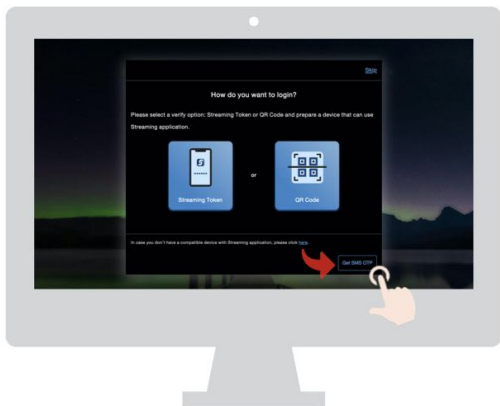 Skip
How do you want to login?
Please select a verify option: Streaming Token or QR Code and prepare a device that can use
Streaming application.
Streaming Token
or
QR Code
In case you don't have a compatible device with Streaming application, please click here.
Get SMS OTP